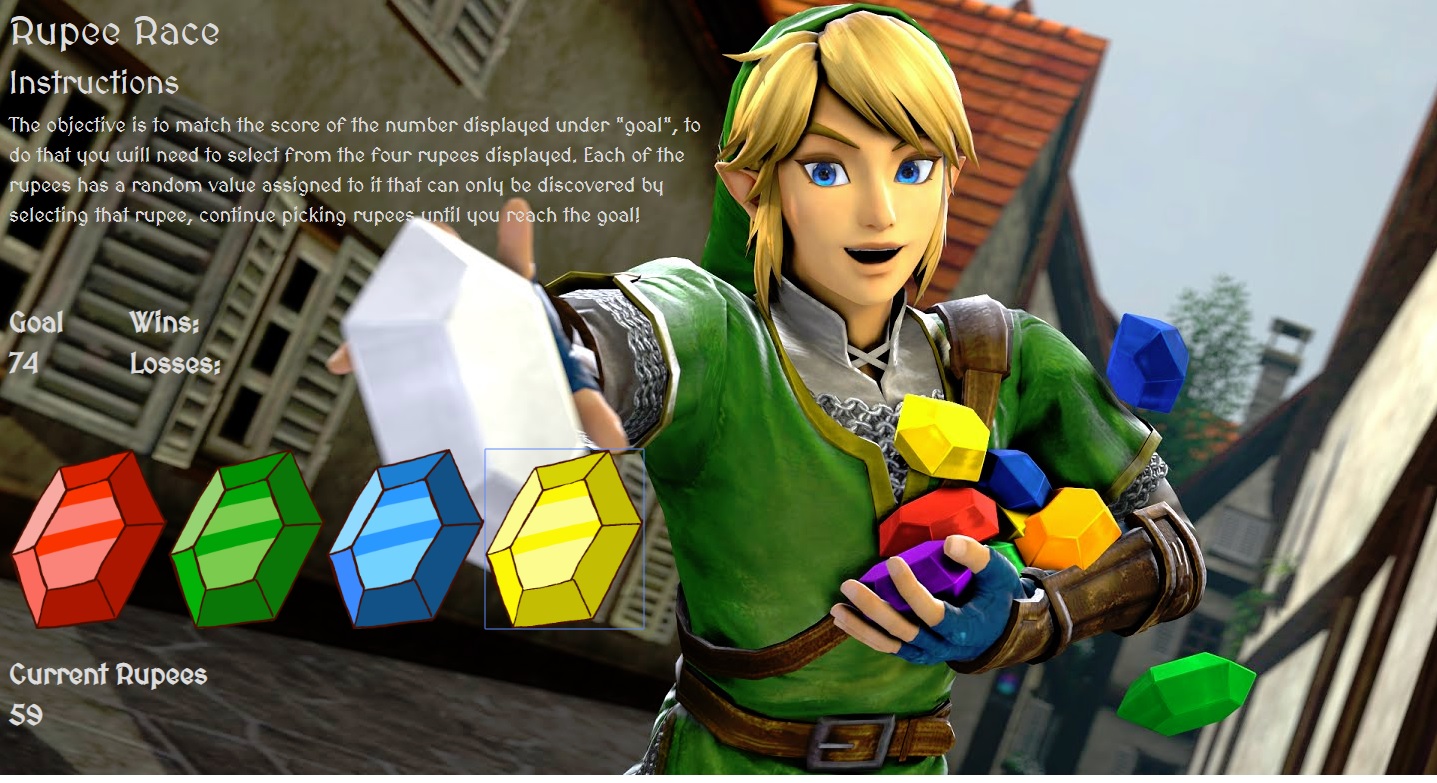 Rupee Race
Instructions
The objective is to match the score of the number displayed under "goal", to
do that you will need to select from the four rupees displayed. Each of the
rupees has a random value assigned to it that can only be discovered by
selecting that rupee, continue picking rupees until you reach the goal!
Goal
74
Wins:
Losses:
Current Rupees
59